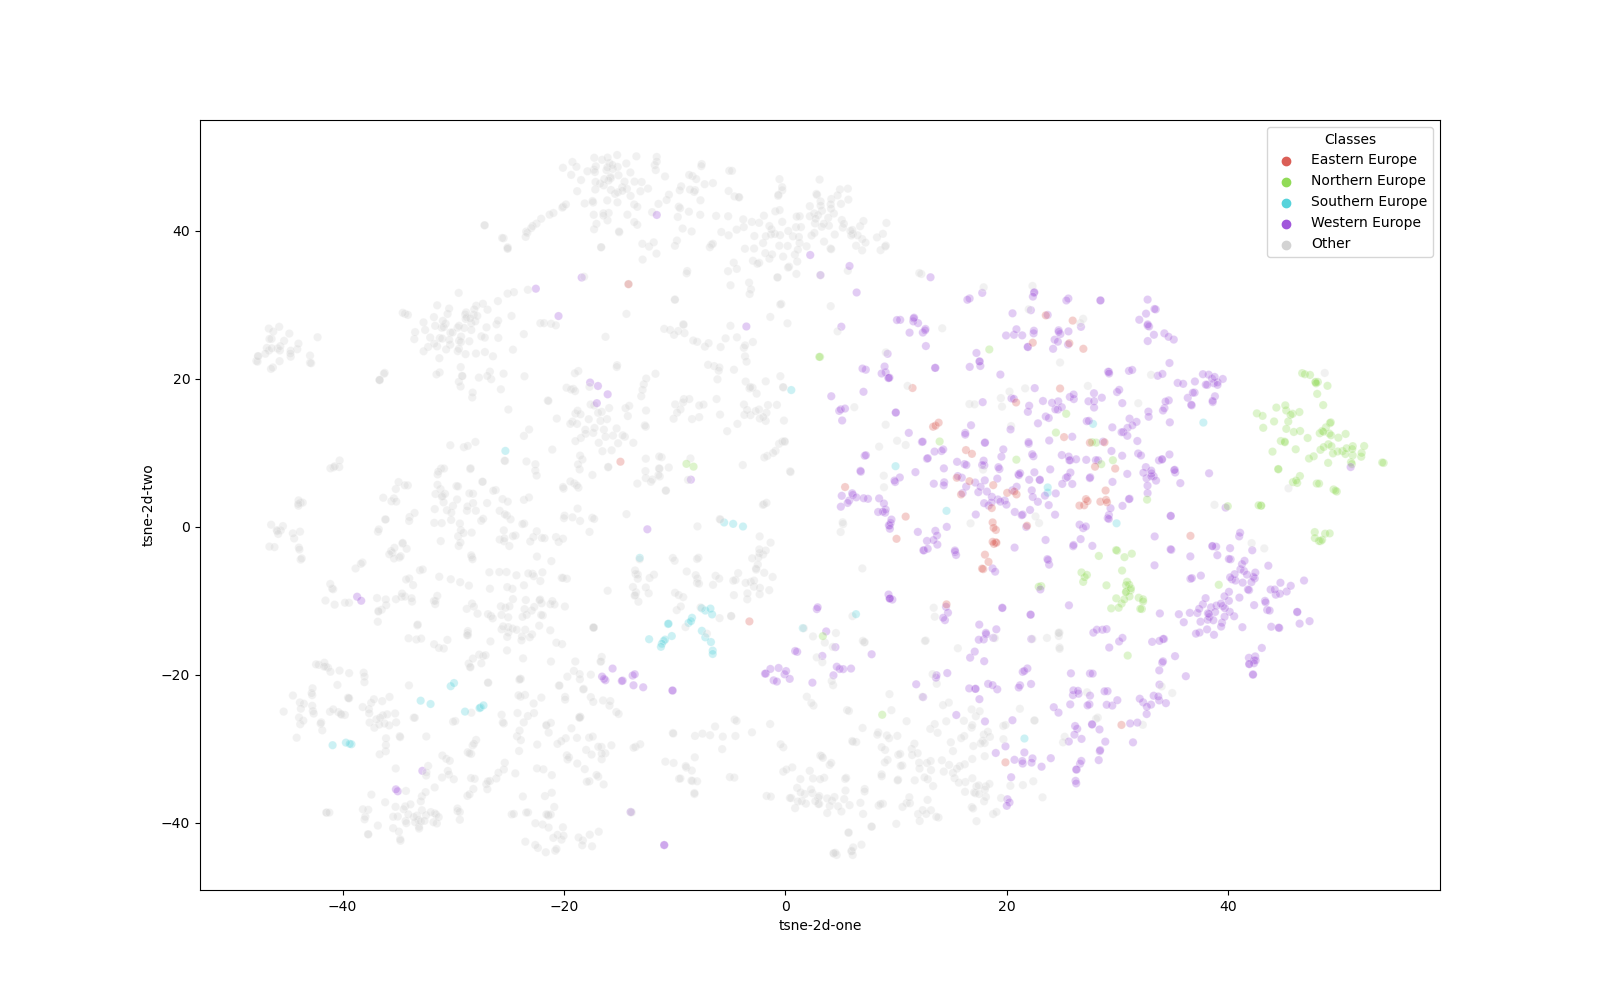 Classes
Eastern Europe
Northern Europe
Southern Europe
Western Europe
Other
40
20
0
−20
−40
tsne-2d-two
−40
−20
0
20
40
tsne-2d-one